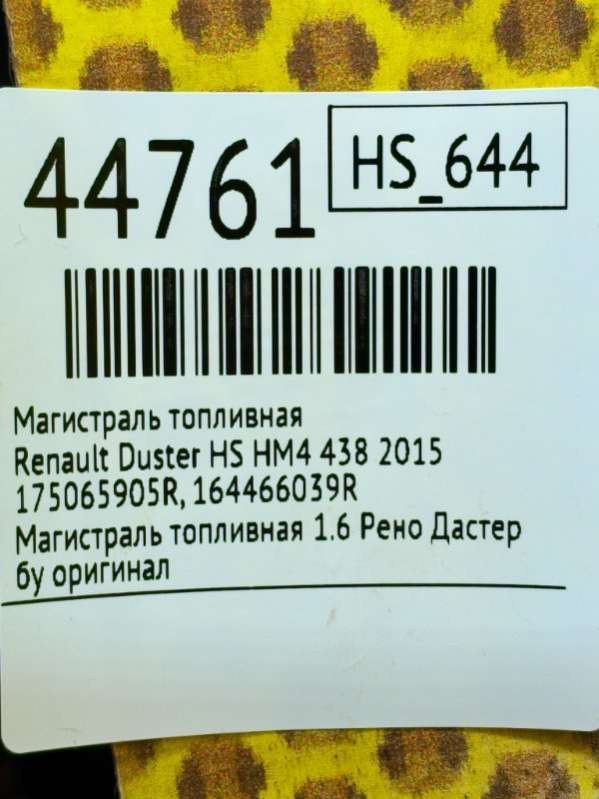 44761
HS_644
Магистраль топливная
Renault Duster HS HM4 438 2015
175065905R, 164466039R
Магистраль топливная 1.6 Рено Дастер
бу оригинал